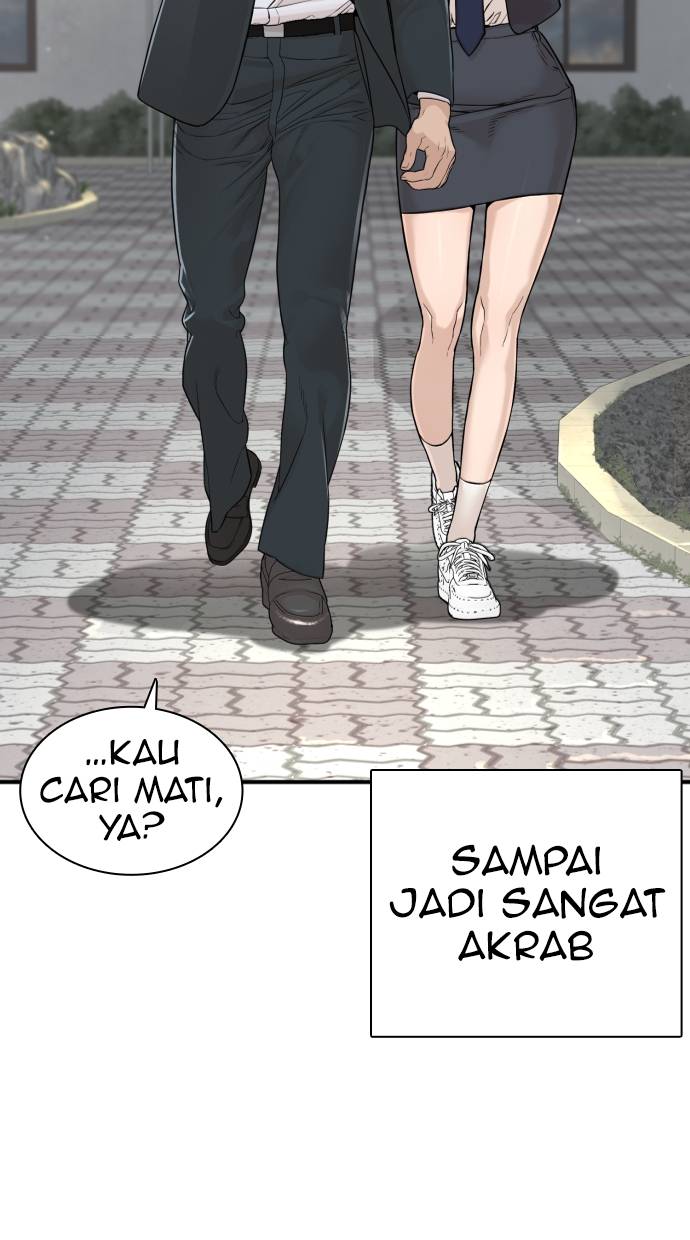 ...KAU
CARI MATI,
YA?
SAMPAI
JADI SANGAT
AKRAB